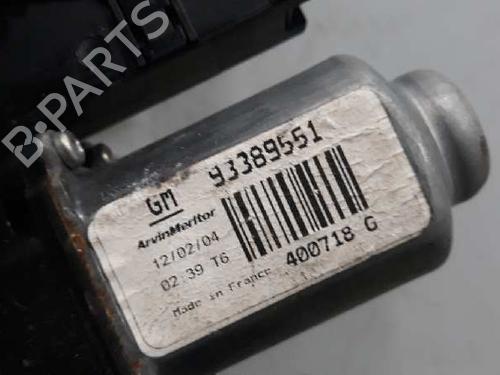 B-PARTS
GM 93389551
ArvinMeritor
12/02/04
02:39 T6
400718 G
Made in France